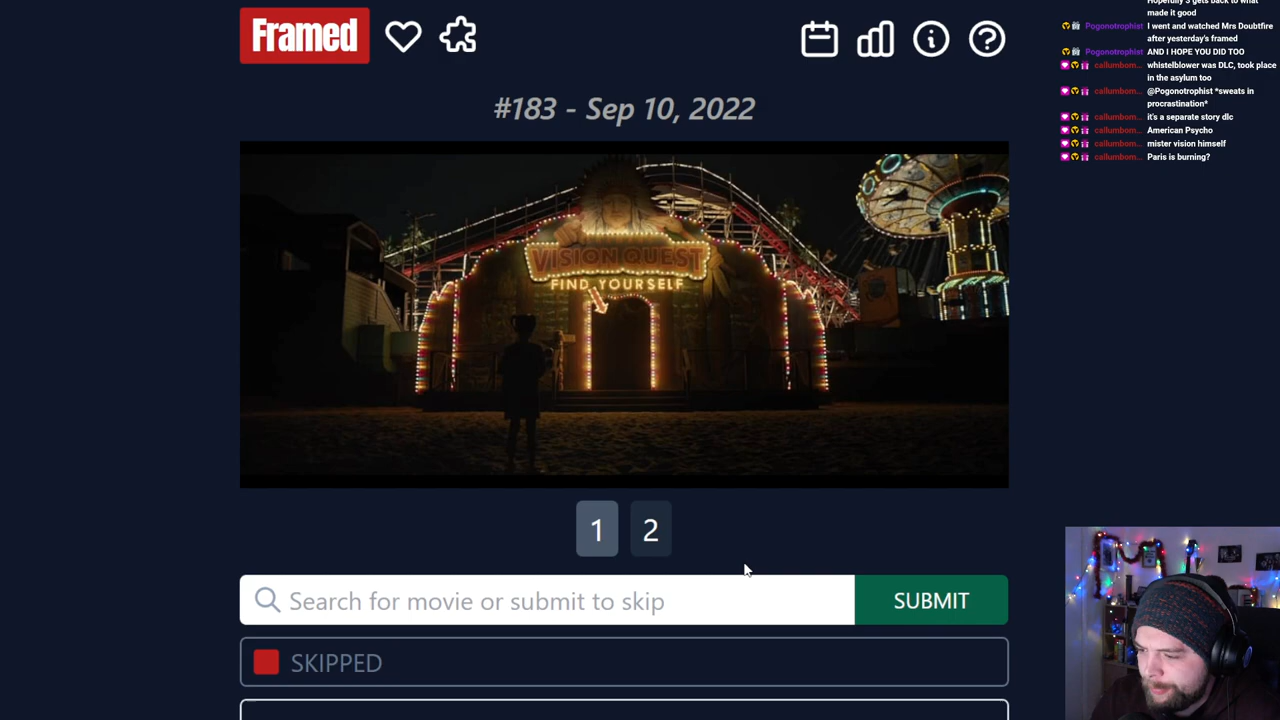 Framed
#183 - Sep 10, 2022
VISION QUEST
FIND YOURSELF
1 2
Search for movie or submit to skip
SUBMIT
SKIPPED
Hopefully 3 gets back to what
made it good
Pogonotrophist I went and watched Mrs Doubtfire
after yesterday's framed
Pogonotrophist AND I HOPE YOU DID TOO
callumbom... whistelblower was DLC, took place
in the asylum too
callumbom... @Pogonotrophist *sweats in
procrastination*
callumbom... it's a separate story dlc
callumbom... American Psycho
callumbom... mister vision himself
callumbom... Paris is burning?